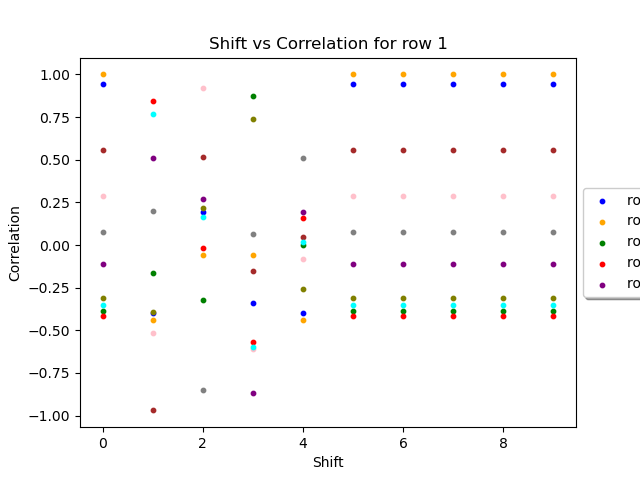 Shift vs Correlation for row 1
1.00
0.75
0.50
0.25
0.00
−0.25
−0.50
−0.75
−1.00
Correlation
0 2 4 6 8
Shift
ro
ro
ro
ro
ro